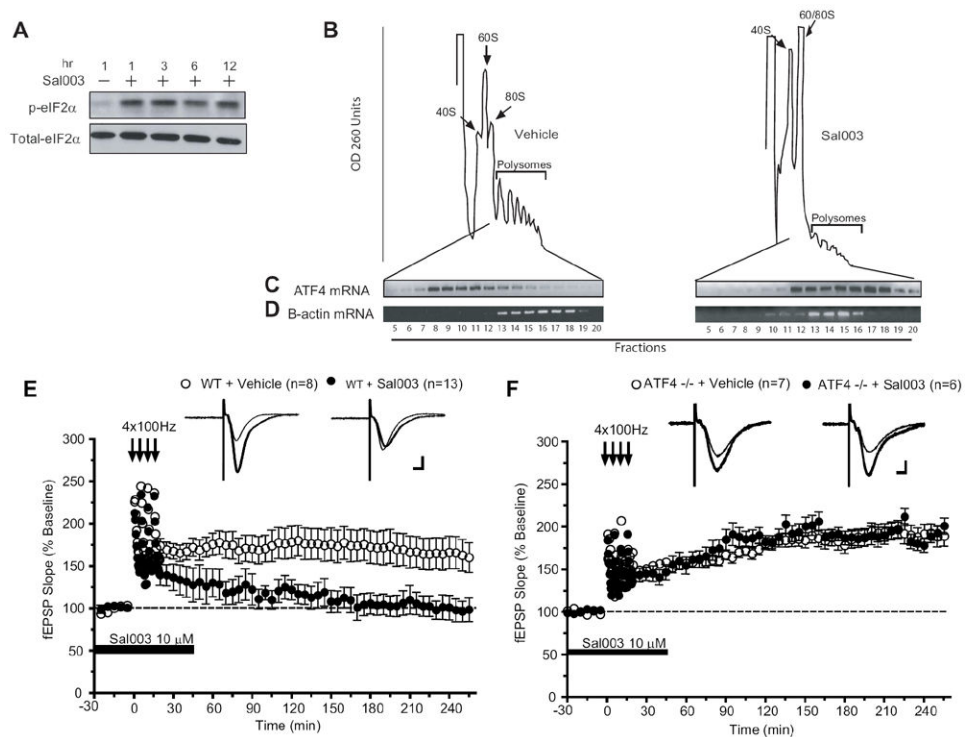 A
hr 1 1 3 6 12
Sal003 − + + + +
p-eIF2α
Total-eIF2α
B
OD 260 Units
40S
60S
80S
Vehicle
Polysomes
40S
60/80S
Sal003
Polysomes
C
ATF4 mRNA
D
B-actin mRNA
5 6 7 8 9 10 11 12 13 14 15 16 17 18 19 20
5 6 7 8 9 10 11 12 13 14 15 16 17 18 19 20
Fractions
E
WT + Vehicle (n=8)
WT + Sal003 (n=13)
4x100Hz
fEPSP Slope (% Baseline)
300
250
200
150
100
50
0
Sal003 10 μM
-30 0 30 60 90 120 150 180 210 240
Time (min)
F
ATF4 -/- + Vehicle (n=7)
ATF4 -/- + Sal003 (n=6)
4x100Hz
fEPSP Slope (% Baseline)
300
250
200
150
100
50
0
Sal003 10 μM
-30 0 30 60 90 120 150 180 210 240
Time (min)